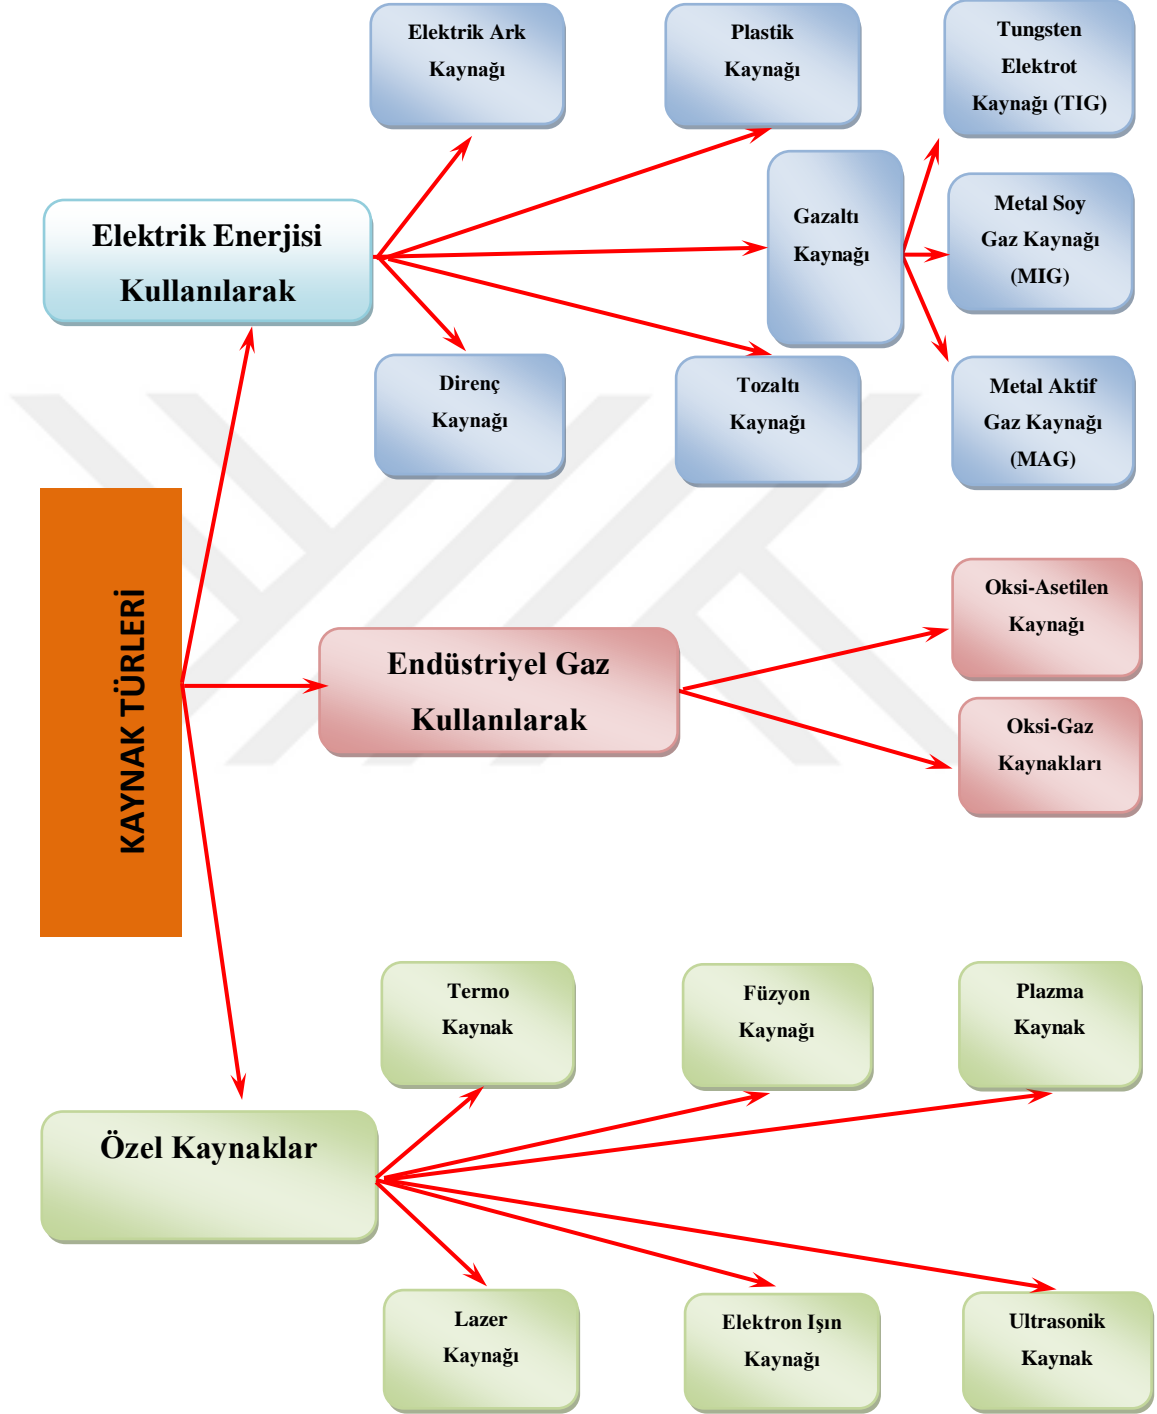 Elektrik Ark
Kaynağı
Plastik
Kaynağı
Tungsten
Elektrot
Kaynağı (TIG)
Elektrik Enerjisi
Kullanılarak
Gazaltı
Kaynağı
Metal Soy
Gaz Kaynağı
(MIG)
Direnç
Kaynağı
Tozaltı
Kaynağı
Metal Aktif
Gaz Kaynağı
(MAG)
KAYNAK TÜRLERİ
Endüstriyel Gaz
Kullanılarak
Oksi-Asetilen
Kaynağı
Oksi-Gaz
Kaynakları
Termo
Kaynak
Füzyon
Kaynağı
Plazma
Kaynak
Özel Kaynaklar
Lazer
Kaynağı
Elektron Işın
Kaynağı
Ultrasonik
Kaynak